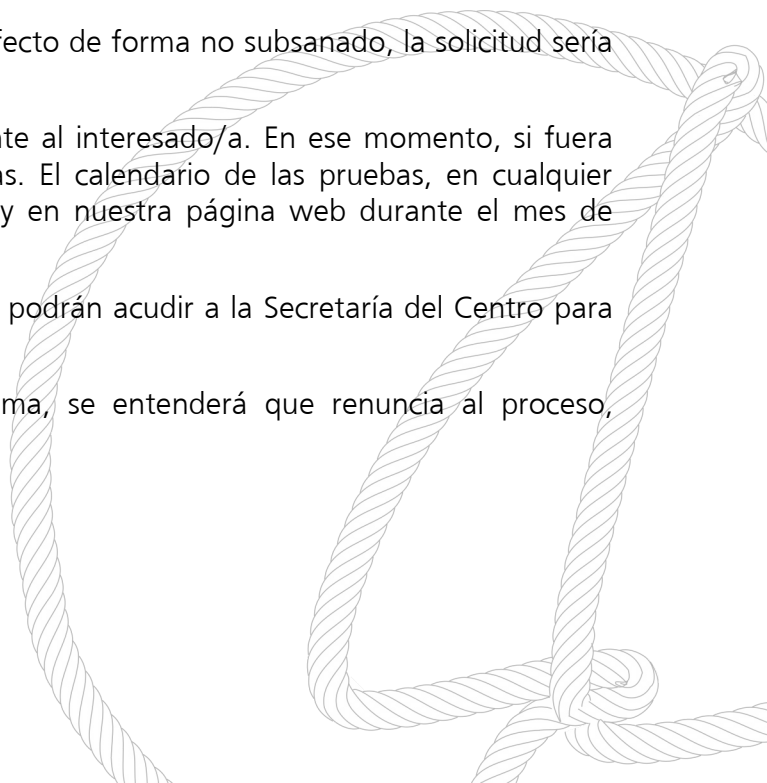 fecto de forma no subsanado, la solicitud sería
te al interesado/a. En ese momento, si fuera
s. El calendario de las pruebas, en cualquier
y en nuestra página web durante el mes de
podrán acudir a la Secretaría del Centro para
ma, se entenderá que renuncia al proceso,